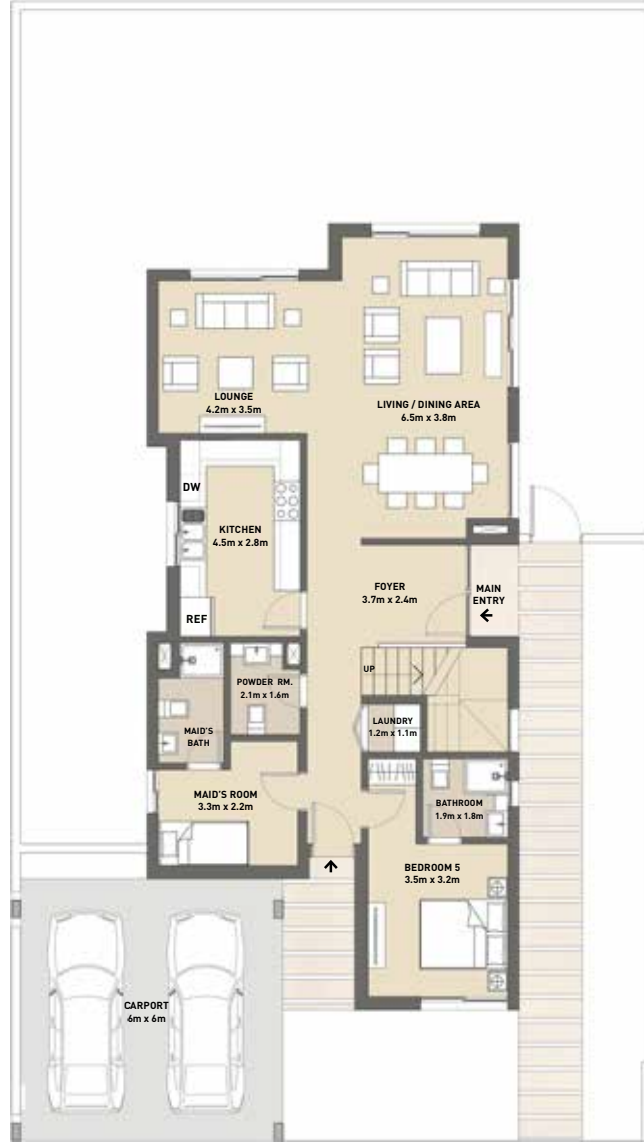 LOUNGE
4.2m x 3.5m
LIVING / DINING AREA
6.5m x 3.8m
DW
KITCHEN
4.5m x 2.8m
REF
FOYER
3.7m x 2.4m
MAIN
ENTRY
UP
POWDER RM.
2.1m x 1.6m
MAID'S
BATH
LAUNDRY
1.2m x 1.1m
MAID'S ROOM
3.3m x 2.2m
BATHROOM
1.9m x 1.8m
BEDROOM 5
3.5m x 3.2m
CARPORT
6m x 6m